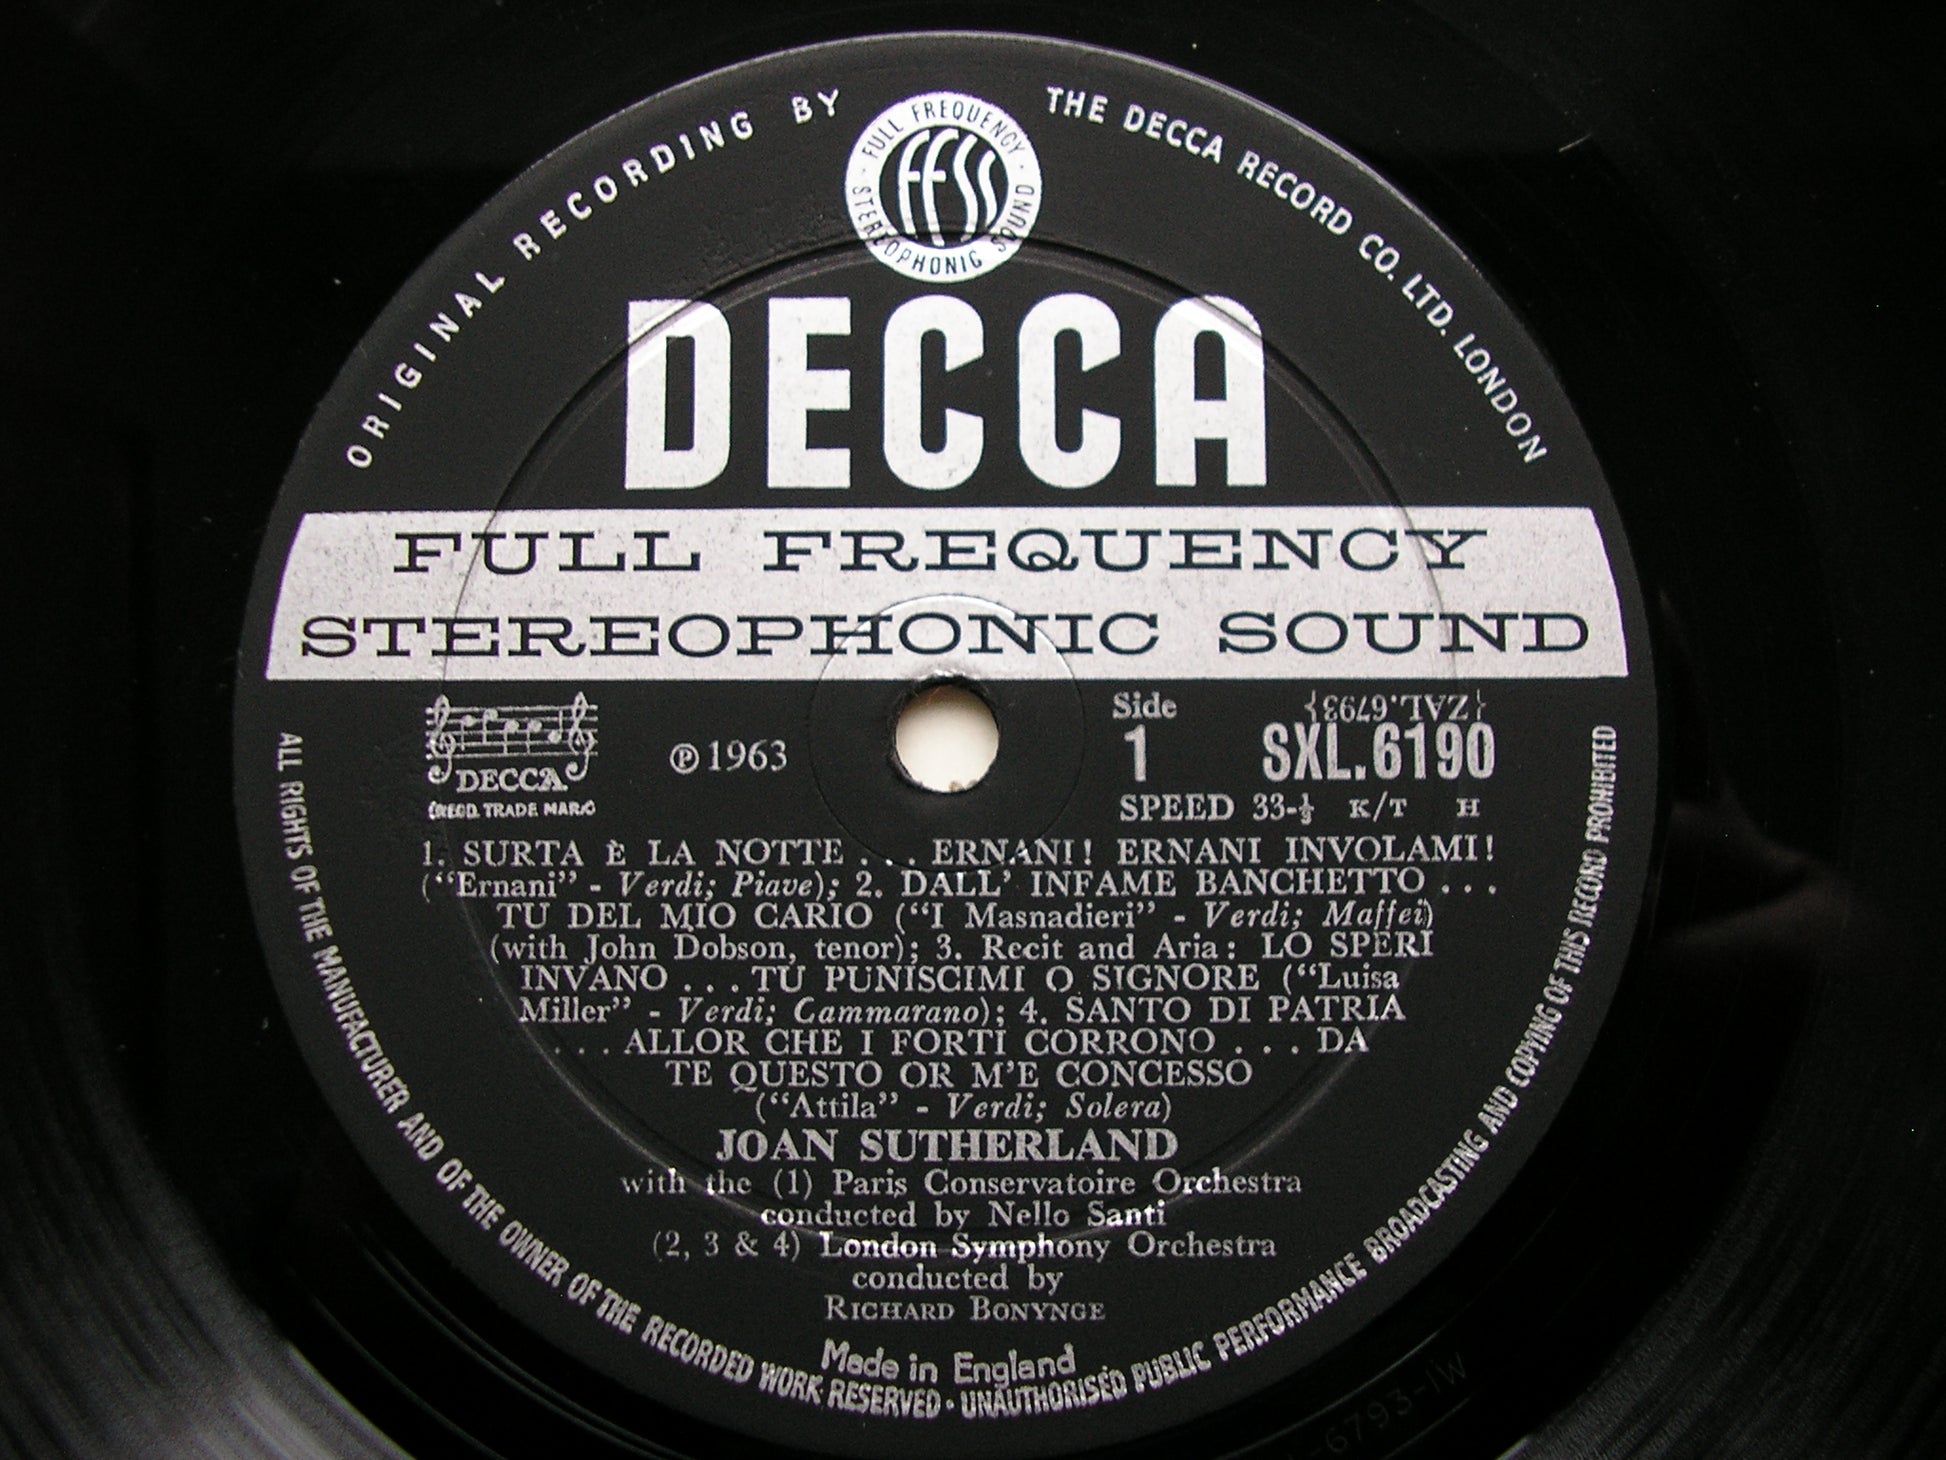 ORIGINAL RECORDING BY
THE DECCA RECORD CO. LTD. LONDON
FULL FREQUENCY
FFSS
STEREOPHONIC SOUND
DECCA
FULL FREQUENCY
STEREOPHONIC SOUND
DECCA
(REGD. TRADE MARK)
℗ 1963
Side
1
{ZAL.6793}
SXL.6190
SPEED 33-⅓ K/T H
1. SURTA È LA NOTTE . . . ERNANI! ERNANI INVOLAMI!
("Ernani" - Verdi; Piave); 2. DALL' INFAME BANCHETTO . . .
TU DEL MIO CARIO ("I Masnadieri" - Verdi; Maffei)
(with John Dobson, tenor); 3. Recit and Aria: LO SPERI
INVANO . . . TU PUNISCIMI O SIGNORE ("Luisa
Miller" - Verdi; Cammarano); 4. SANTO DI PATRIA
. . . ALLOR CHE I FORTI CORRONO . . . DA
TE QUESTO OR M'E CONCESSO
("Attila" - Verdi; Solera)
JOAN SUTHERLAND
with the (1) Paris Conservatoire Orchestra
conducted by Nello Santi
(2, 3 & 4) London Symphony Orchestra
conducted by
RICHARD BONYNGE
Made in England
ALL RIGHTS OF THE MANUFACTURER AND OF THE OWNER OF THE RECORDED WORK RESERVED · UNAUTHORISED PUBLIC PERFORMANCE BROADCASTING AND COPYING OF THIS RECORD PROHIBITED
-6793-1W